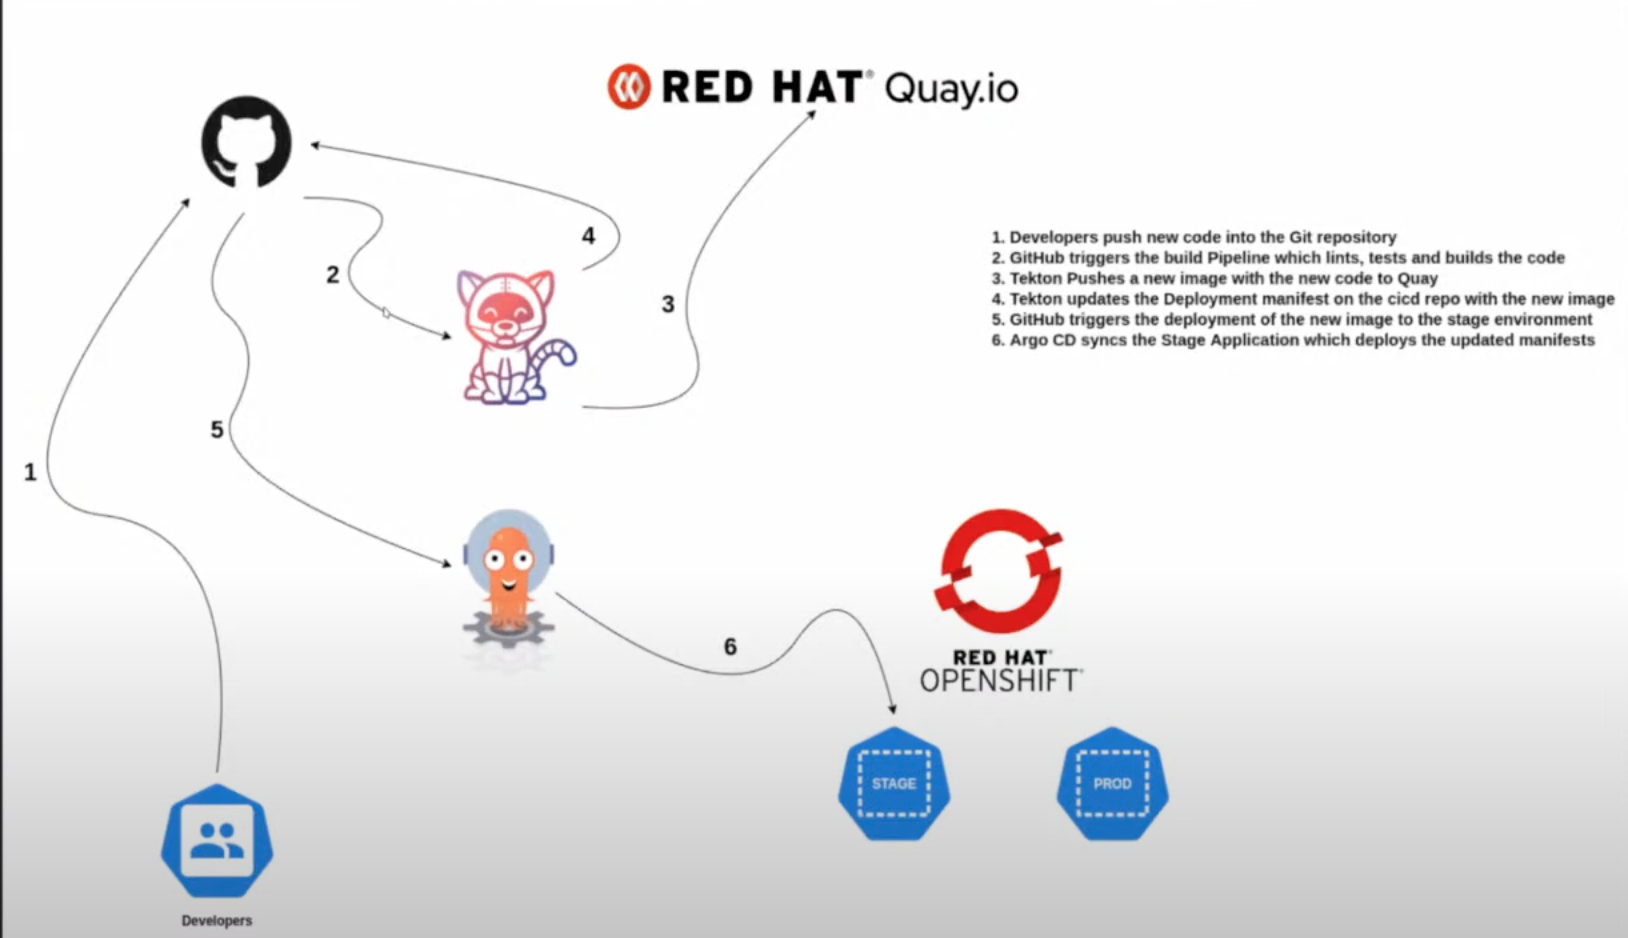 RED HAT® Quay.io
4
2
3
1. Developers push new code into the Git repository
2. GitHub triggers the build Pipeline which lints, tests and builds the code
3. Tekton Pushes a new image with the new code to Quay
4. Tekton updates the Deployment manifest on the cicd repo with the new image
5. GitHub triggers the deployment of the new image to the stage environment
6. Argo CD syncs the Stage Application which deploys the updated manifests
5
1
6
RED HAT®
OPENSHIFT®
STAGE
PROD
Developers